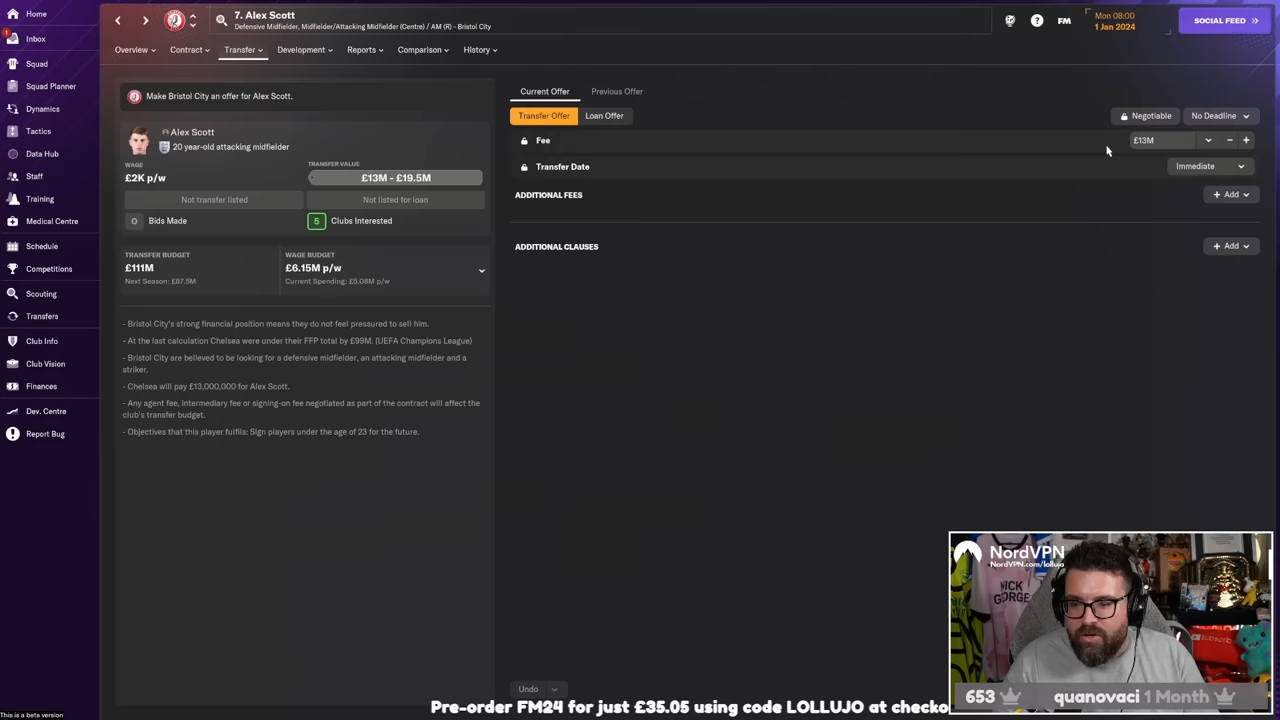 Home
Inbox
Squad
Squad Planner
Dynamics
Tactics
Data Hub
Staff
Training
Medical Centre
Schedule
Competitions
Scouting
Transfers
Club Info
Club Vision
Finances
Dev. Centre
Report Bug
This is a beta version
7. Alex Scott
Defensive Midfielder, Midfielder/Attacking Midfielder (Centre) / AM (R) - Bristol City
FM
Mon 08:00
1 Jan 2024
SOCIAL FEED
Overview
Contract
Transfer
Development
Reports
Comparison
History
Make Bristol City an offer for Alex Scott.
Alex Scott
20 year-old attacking midfielder
WAGE
TRANSFER VALUE
£2K p/w
£13M - £19.5M
Not transfer listed
Not listed for loan
0 Bids Made
5 Clubs Interested
TRANSFER BUDGET
WAGE BUDGET
£111M
£6.15M p/w
Next Season: £87.5M
Current Spending: £5.08M p/w
- Bristol City's strong financial position means they do not feel pressured to sell him.
- At the last calculation Chelsea were under their FFP total by £99M. (UEFA Champions League)
- Bristol City are believed to be looking for a defensive midfielder, an attacking midfielder and a
striker.
- Chelsea will pay £13,000,000 for Alex Scott.
- Any agent fee, intermediary fee or signing-on fee negotiated as part of the contract will affect the
club's transfer budget.
- Objectives that this player fulfils: Sign players under the age of 23 for the future.
Current Offer
Previous Offer
Transfer Offer
Loan Offer
Negotiable
No Deadline
Fee
£13M
Transfer Date
Immediate
ADDITIONAL FEES
+ Add
ADDITIONAL CLAUSES
+ Add
Undo
NordVPN
NordVPN.com/lollujo
NICK
GEORGE
653
quanovaci 1 Month
Pre-order FM24 for just £35.05 using code LOLLUJO at checko